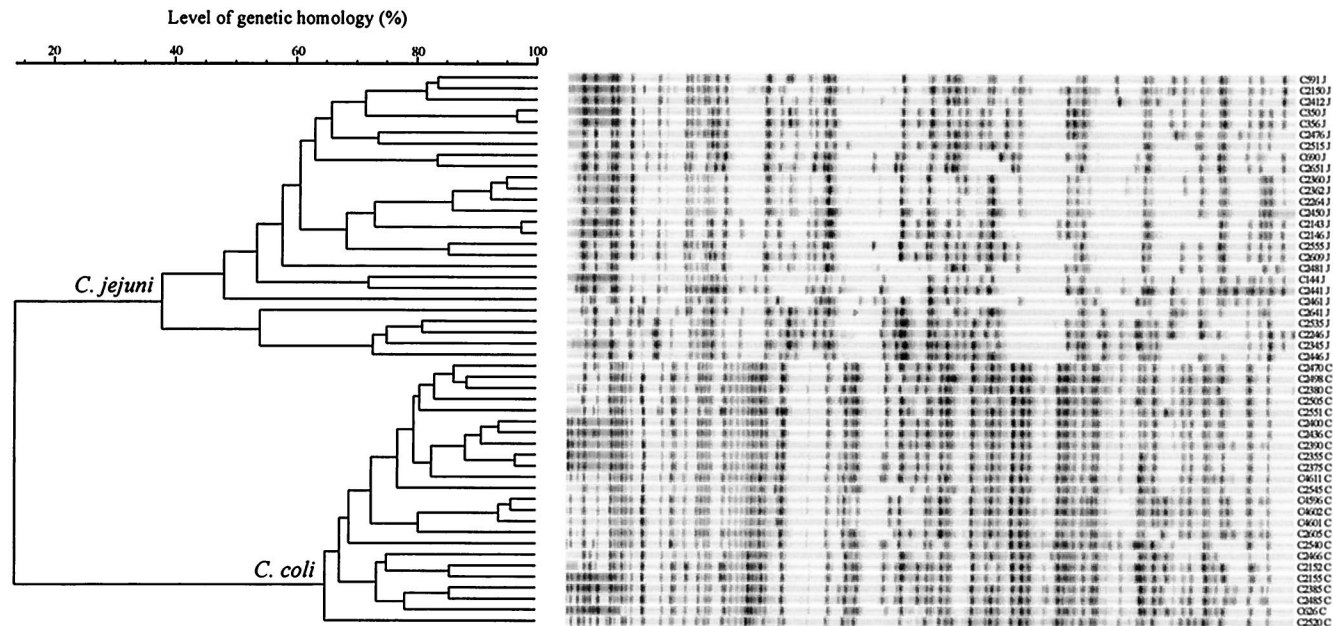 Level of genetic homology (%)
20 40 60 80 100
C. jejuni
C. coli
C591 J
C2150 J
C2412 J
C350 J
C356 J
C2476 J
C2515 J
C690 J
C2651 J
C2360 J
C2362 J
C2264 J
C2450 J
C2143 J
C2146 J
C2555 J
C2609 J
C2481 J
C144 J
C2441 J
C2461 J
C2641 J
C2535 J
C2246 J
C2345 J
C2446 J
C2470 C
C2498 C
C2380 C
C2505 C
C2551 C
C2400 C
C2436 C
C2390 C
C2355 C
C2375 C
C4611 C
C2545 C
C4596 C
C4602 C
C4601 C
C2605 C
C2540 C
C2466 C
C2152 C
C2155 C
C2385 C
C2485 C
C2520 C